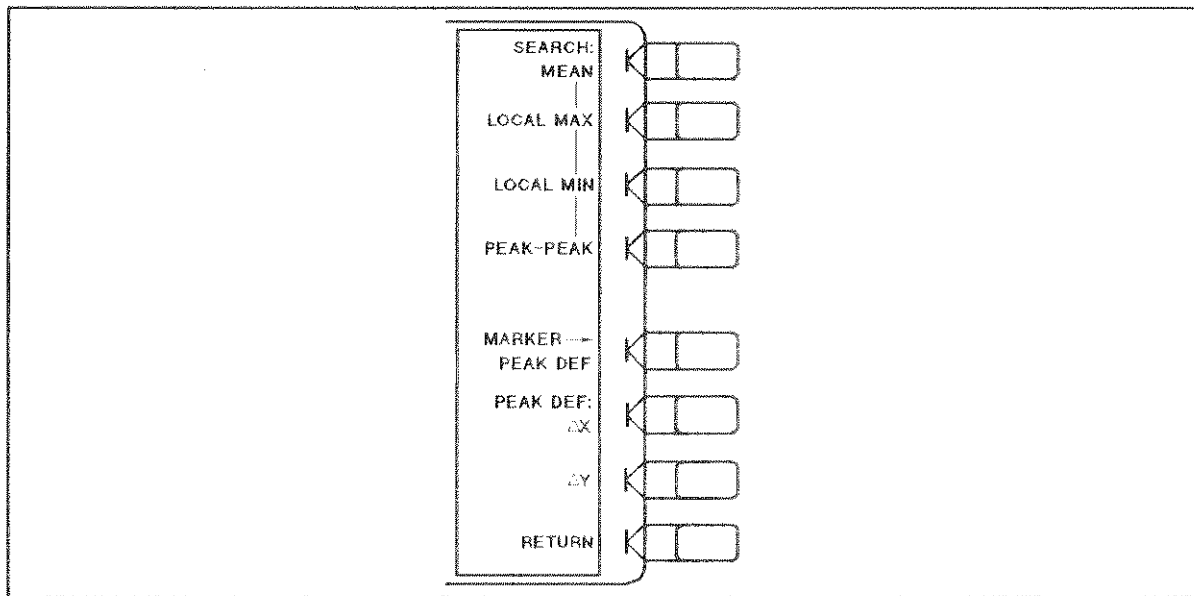 SEARCH:
MEAN
LOCAL MAX
LOCAL MIN
PEAK-PEAK
MARKER →
PEAK DEF
PEAK DEF:
ΔX
ΔY
RETURN